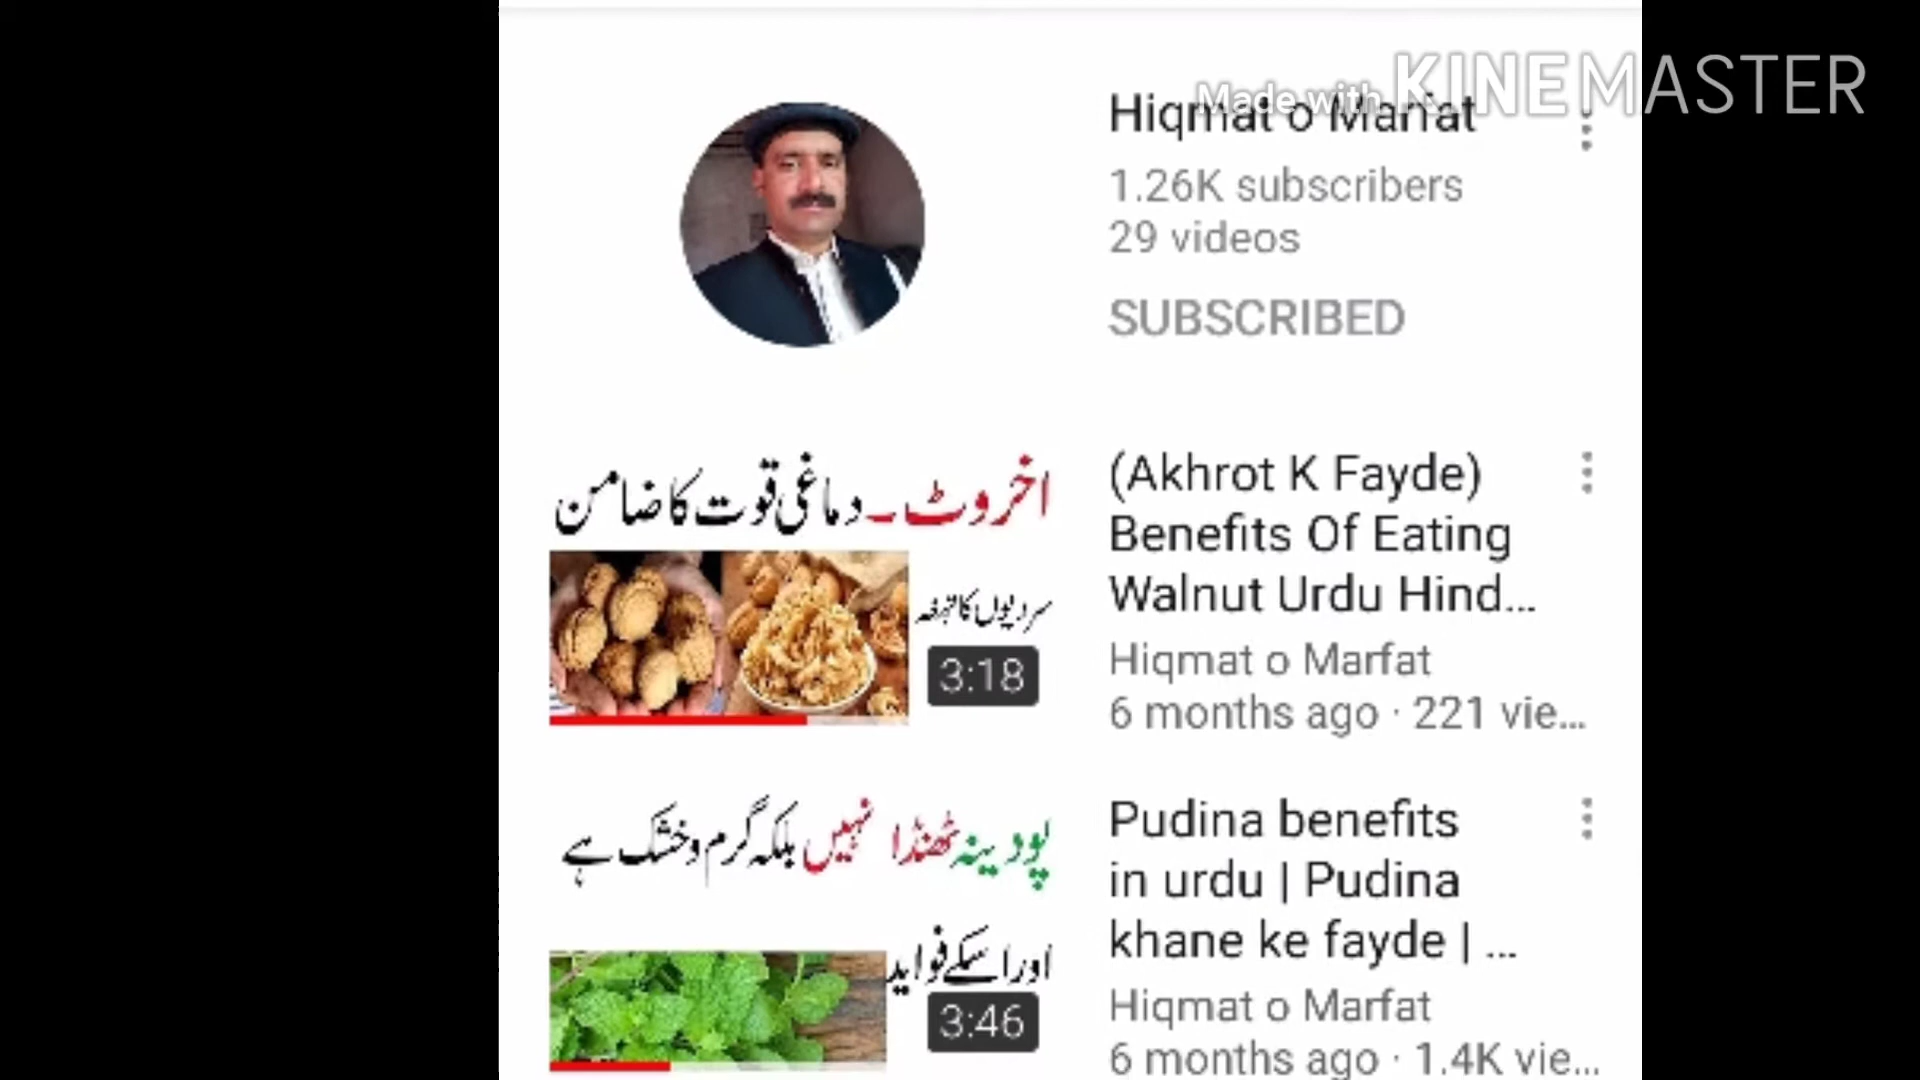 Made with KINEMASTER
Hiqmat o Marfat
1.26K subscribers
29 videos
SUBSCRIBED
اخروٹ۔دماغی قوت کا ضامن
سردیوں کا تحفہ
3:18
(Akhrot K Fayde)
Benefits Of Eating
Walnut Urdu Hind...
Hiqmat o Marfat
6 months ago · 221 vie...
پودینہ ٹھنڈا نہیں بلکہ گرم و خشک ہے
اور اسکے فواید
3:46
Pudina benefits
in urdu | Pudina
khane ke fayde | ...
Hiqmat o Marfat
6 months ago · 1.4K vie...